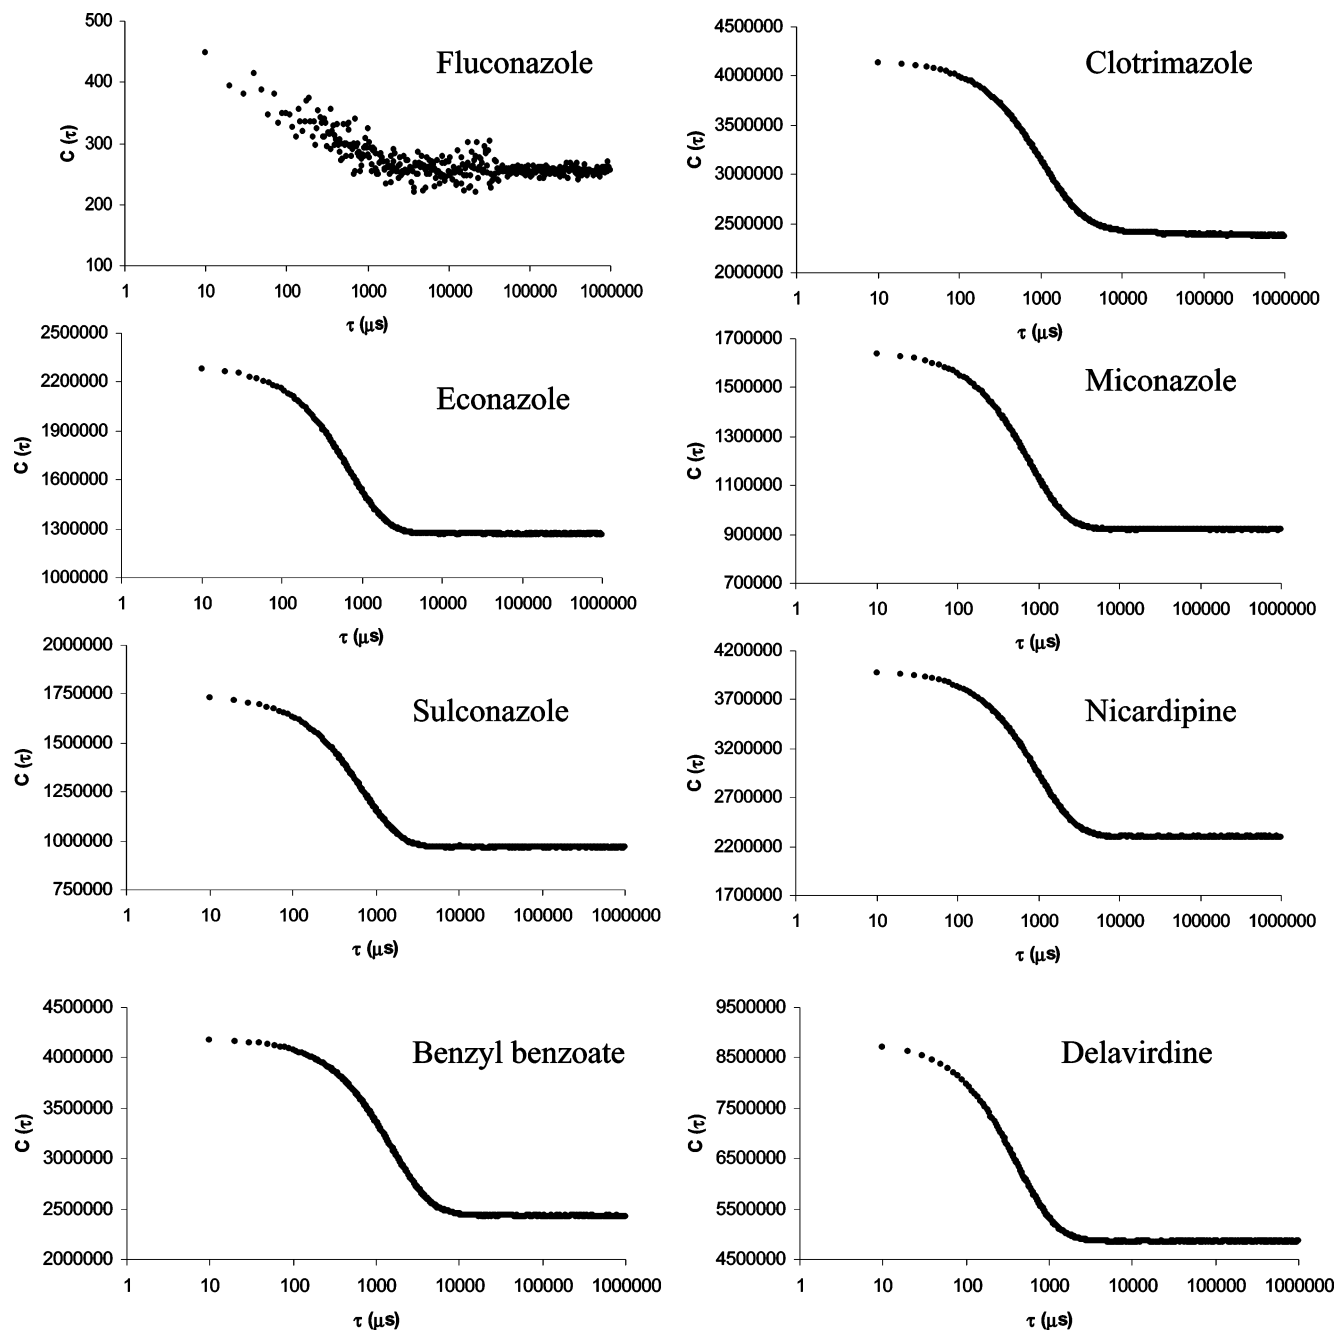 Fluconazole
500
400
300
200
100
C (τ)
1 10 100 1000 10000 100000 1000000
τ (μs)
Clotrimazole
4500000
4000000
3500000
3000000
2500000
2000000
C (τ)
1 10 100 1000 10000 100000 1000000
τ (μs)
Econazole
2500000
2200000
1900000
1600000
1300000
1000000
C (τ)
1 10 100 1000 10000 100000 1000000
τ (μs)
Miconazole
1700000
1500000
1300000
1100000
900000
700000
C (τ)
1 10 100 1000 10000 100000 1000000
τ (μs)
Sulconazole
2000000
1750000
1500000
1250000
1000000
750000
C (τ)
1 10 100 1000 10000 100000 1000000
τ (μs)
Nicardipine
4200000
3700000
3200000
2700000
2200000
1700000
C (τ)
1 10 100 1000 10000 100000 1000000
τ (μs)
Benzyl benzoate
4500000
4000000
3500000
3000000
2500000
2000000
C (τ)
1 10 100 1000 10000 100000 1000000
τ (μs)
Delavirdine
9500000
8500000
7500000
6500000
5500000
4500000
C (τ)
1 10 100 1000 10000 100000 1000000
τ (μs)